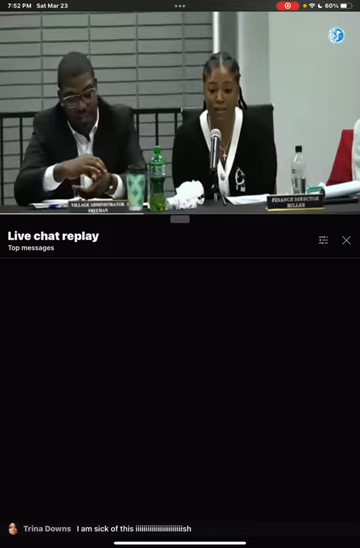 7:52 PM Sat Mar 23
60%
VILLAGE ADMINISTRATOR
FREEMAN
FINANCE DIRECTOR
MILLER
Live chat replay
Top messages
Trina Downs I am sick of this iiiiiiiiiiiiiiiiiiiiiiish